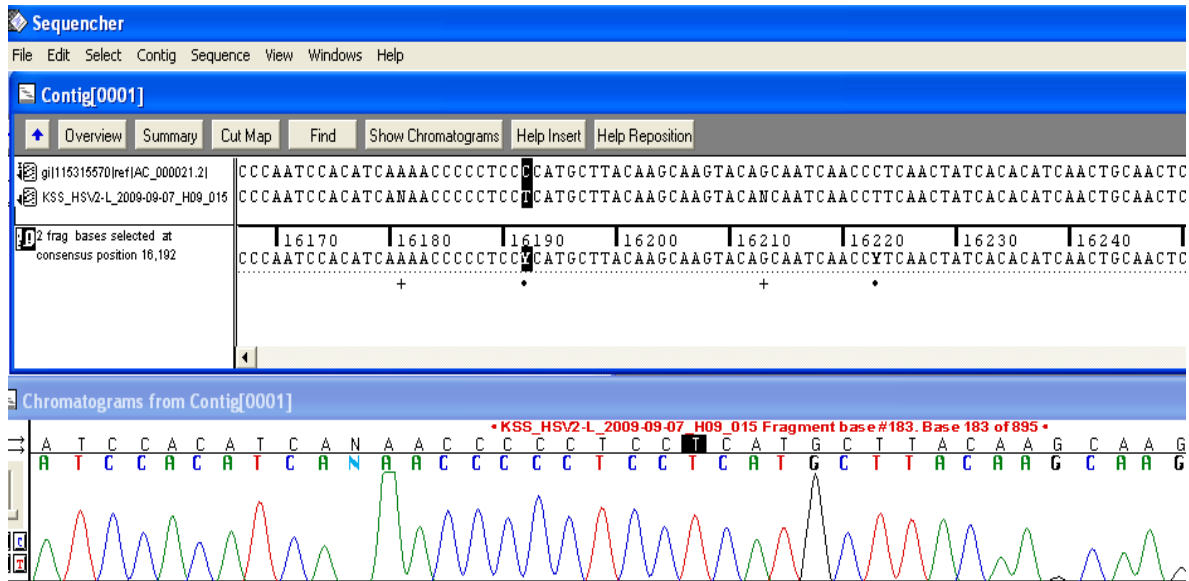 Sequencher
File Edit Select Contig Sequence View Windows Help
Contig[0001]
Overview Summary Cut Map Find Show Chromatograms Help Insert Help Reposition
gi|115315570|ref|AC_000021.2| CCCAATCCACATCAAAACCCCCTCCCCATGCTTACAAGCAAGTACAGCAATCAACCCTCAACTATCACACATCAACTGCAACTC
KSS_HSV2-L_2009-09-07_H09_015 CCCAATCCACATCANAACCCCCTCCTCATGCTTACAAGCAAGTACANCAATCAACCTTCAACTATCACACATCAACTGCAACTC
2 frag bases selected at
consensus position 16,192
16170 16180 16190 16200 16210 16220 16230 16240
CCCAATCCACATCAAAACCCCCTCCYCATGCTTACAAGCAAGTACAGCAATCAACCYTCAACTATCACACATCAACTGCAACTC
+ • + •
Chromatograms from Contig[0001]
•KSS_HSV2-L_2009-09-07_H09_015 Fragment base #183. Base 183 of 895•
A T C C A C A T C A N A A C C C C C T C C T C A T G C T T A C A A G C A A G
A T C C A C A T C A N A A C C C C C T C C T C A T G C T T A C A A G C A A G
C
T